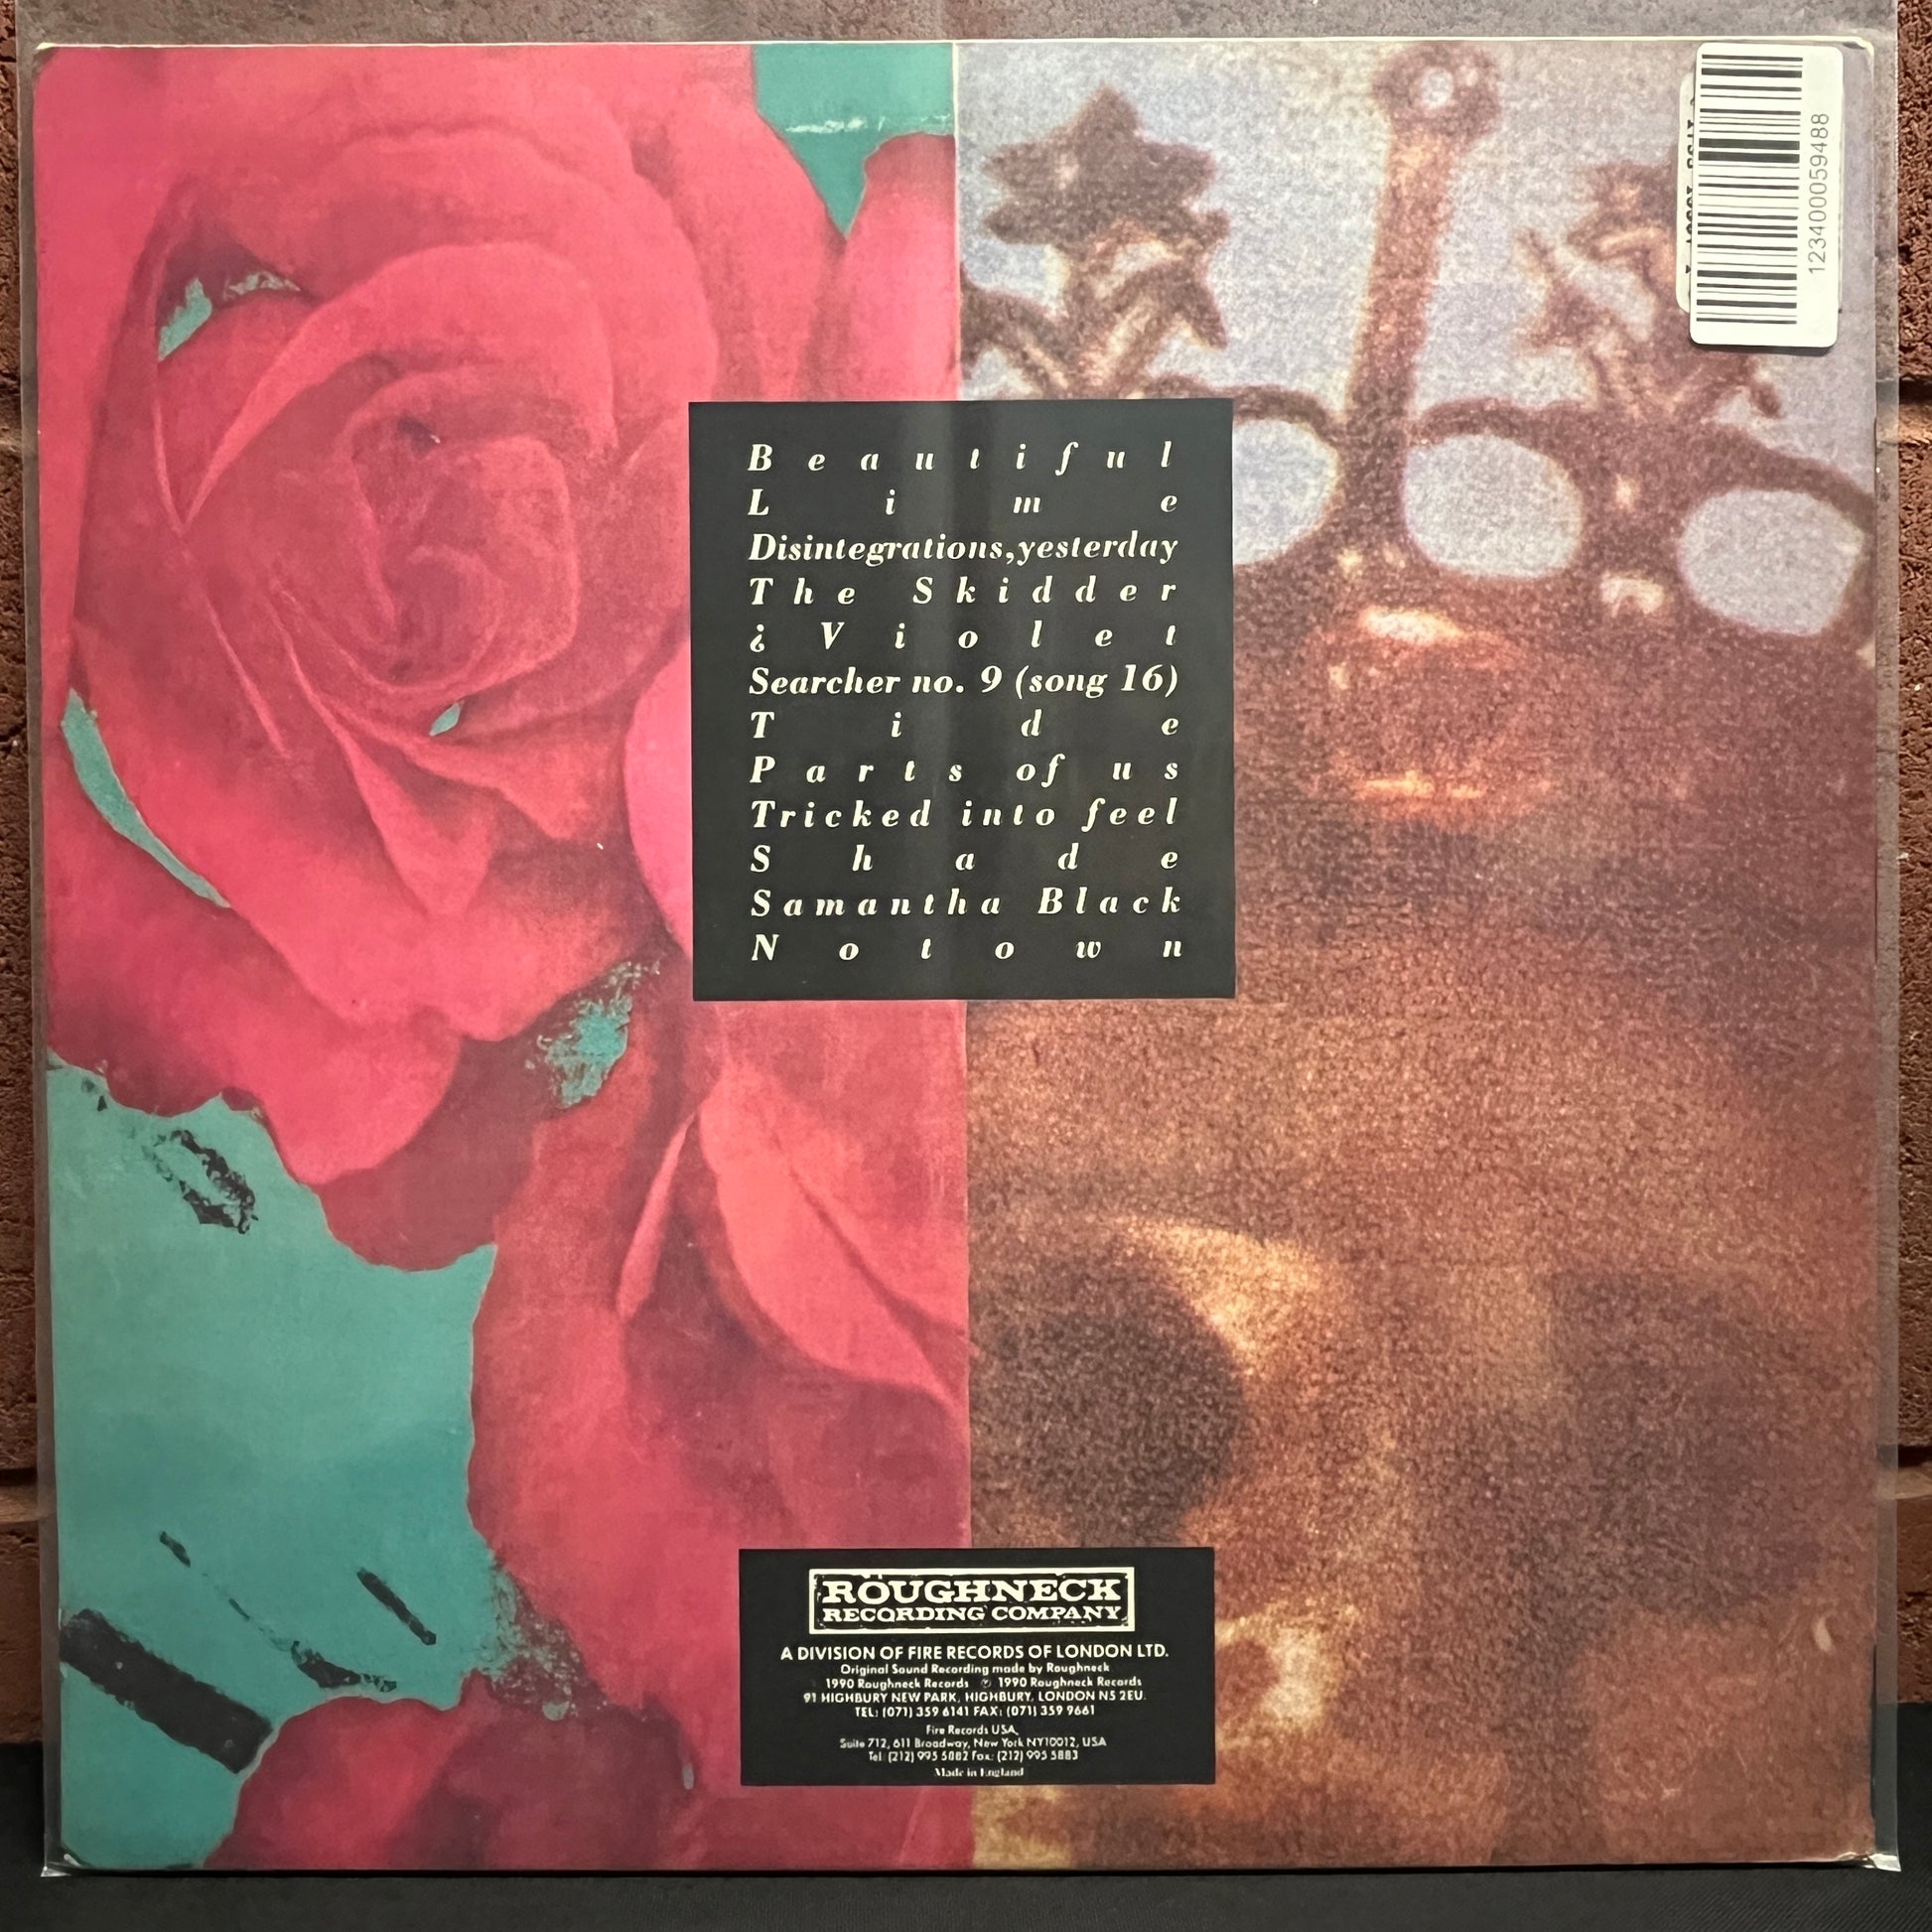 123400059488
Beautiful
Lime
Disintegrations,yesterday
The Skidder
¿Violet
Searcher no. 9 (song 16)
Tide
Parts of us
Tricked into feel
Shade
Samantha Black
Notown
ROUGHNECK
RECORDING COMPANY
A DIVISION OF FIRE RECORDS OF LONDON LTD.
Original Sound Recording made by Roughneck
1990 Roughneck Records ℗ 1990 Roughneck Records
91 HIGHBURY NEW PARK, HIGHBURY, LONDON N5 2EU.
TEL: (071) 359 6141 FAX: (071) 359 9661
Fire Records USA,
Suite 712, 611 Broadway, New York NY10012, USA
Tel (212) 995 5882 Fax: (212) 995 5883
Made in England